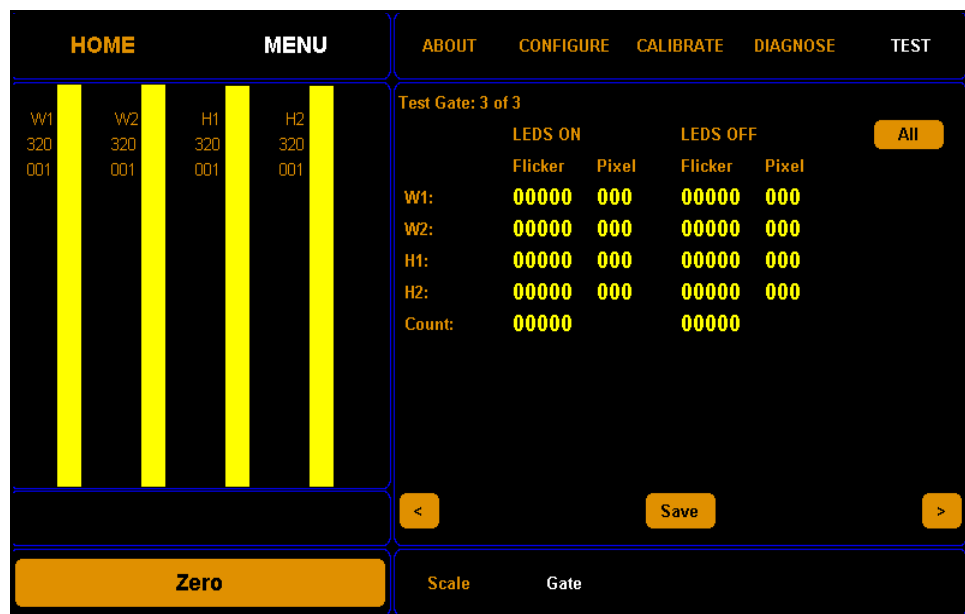 HOME MENU ABOUT CONFIGURE CALIBRATE DIAGNOSE TEST
W1 W2 H1 H2
320 320 320 320
001 001 001 001
Test Gate: 3 of 3
LEDS ON LEDS OFF All
Flicker Pixel Flicker Pixel
W1: 00000 000 00000 000
W2: 00000 000 00000 000
H1: 00000 000 00000 000
H2: 00000 000 00000 000
Count: 00000 00000
< Save >
Zero Scale Gate